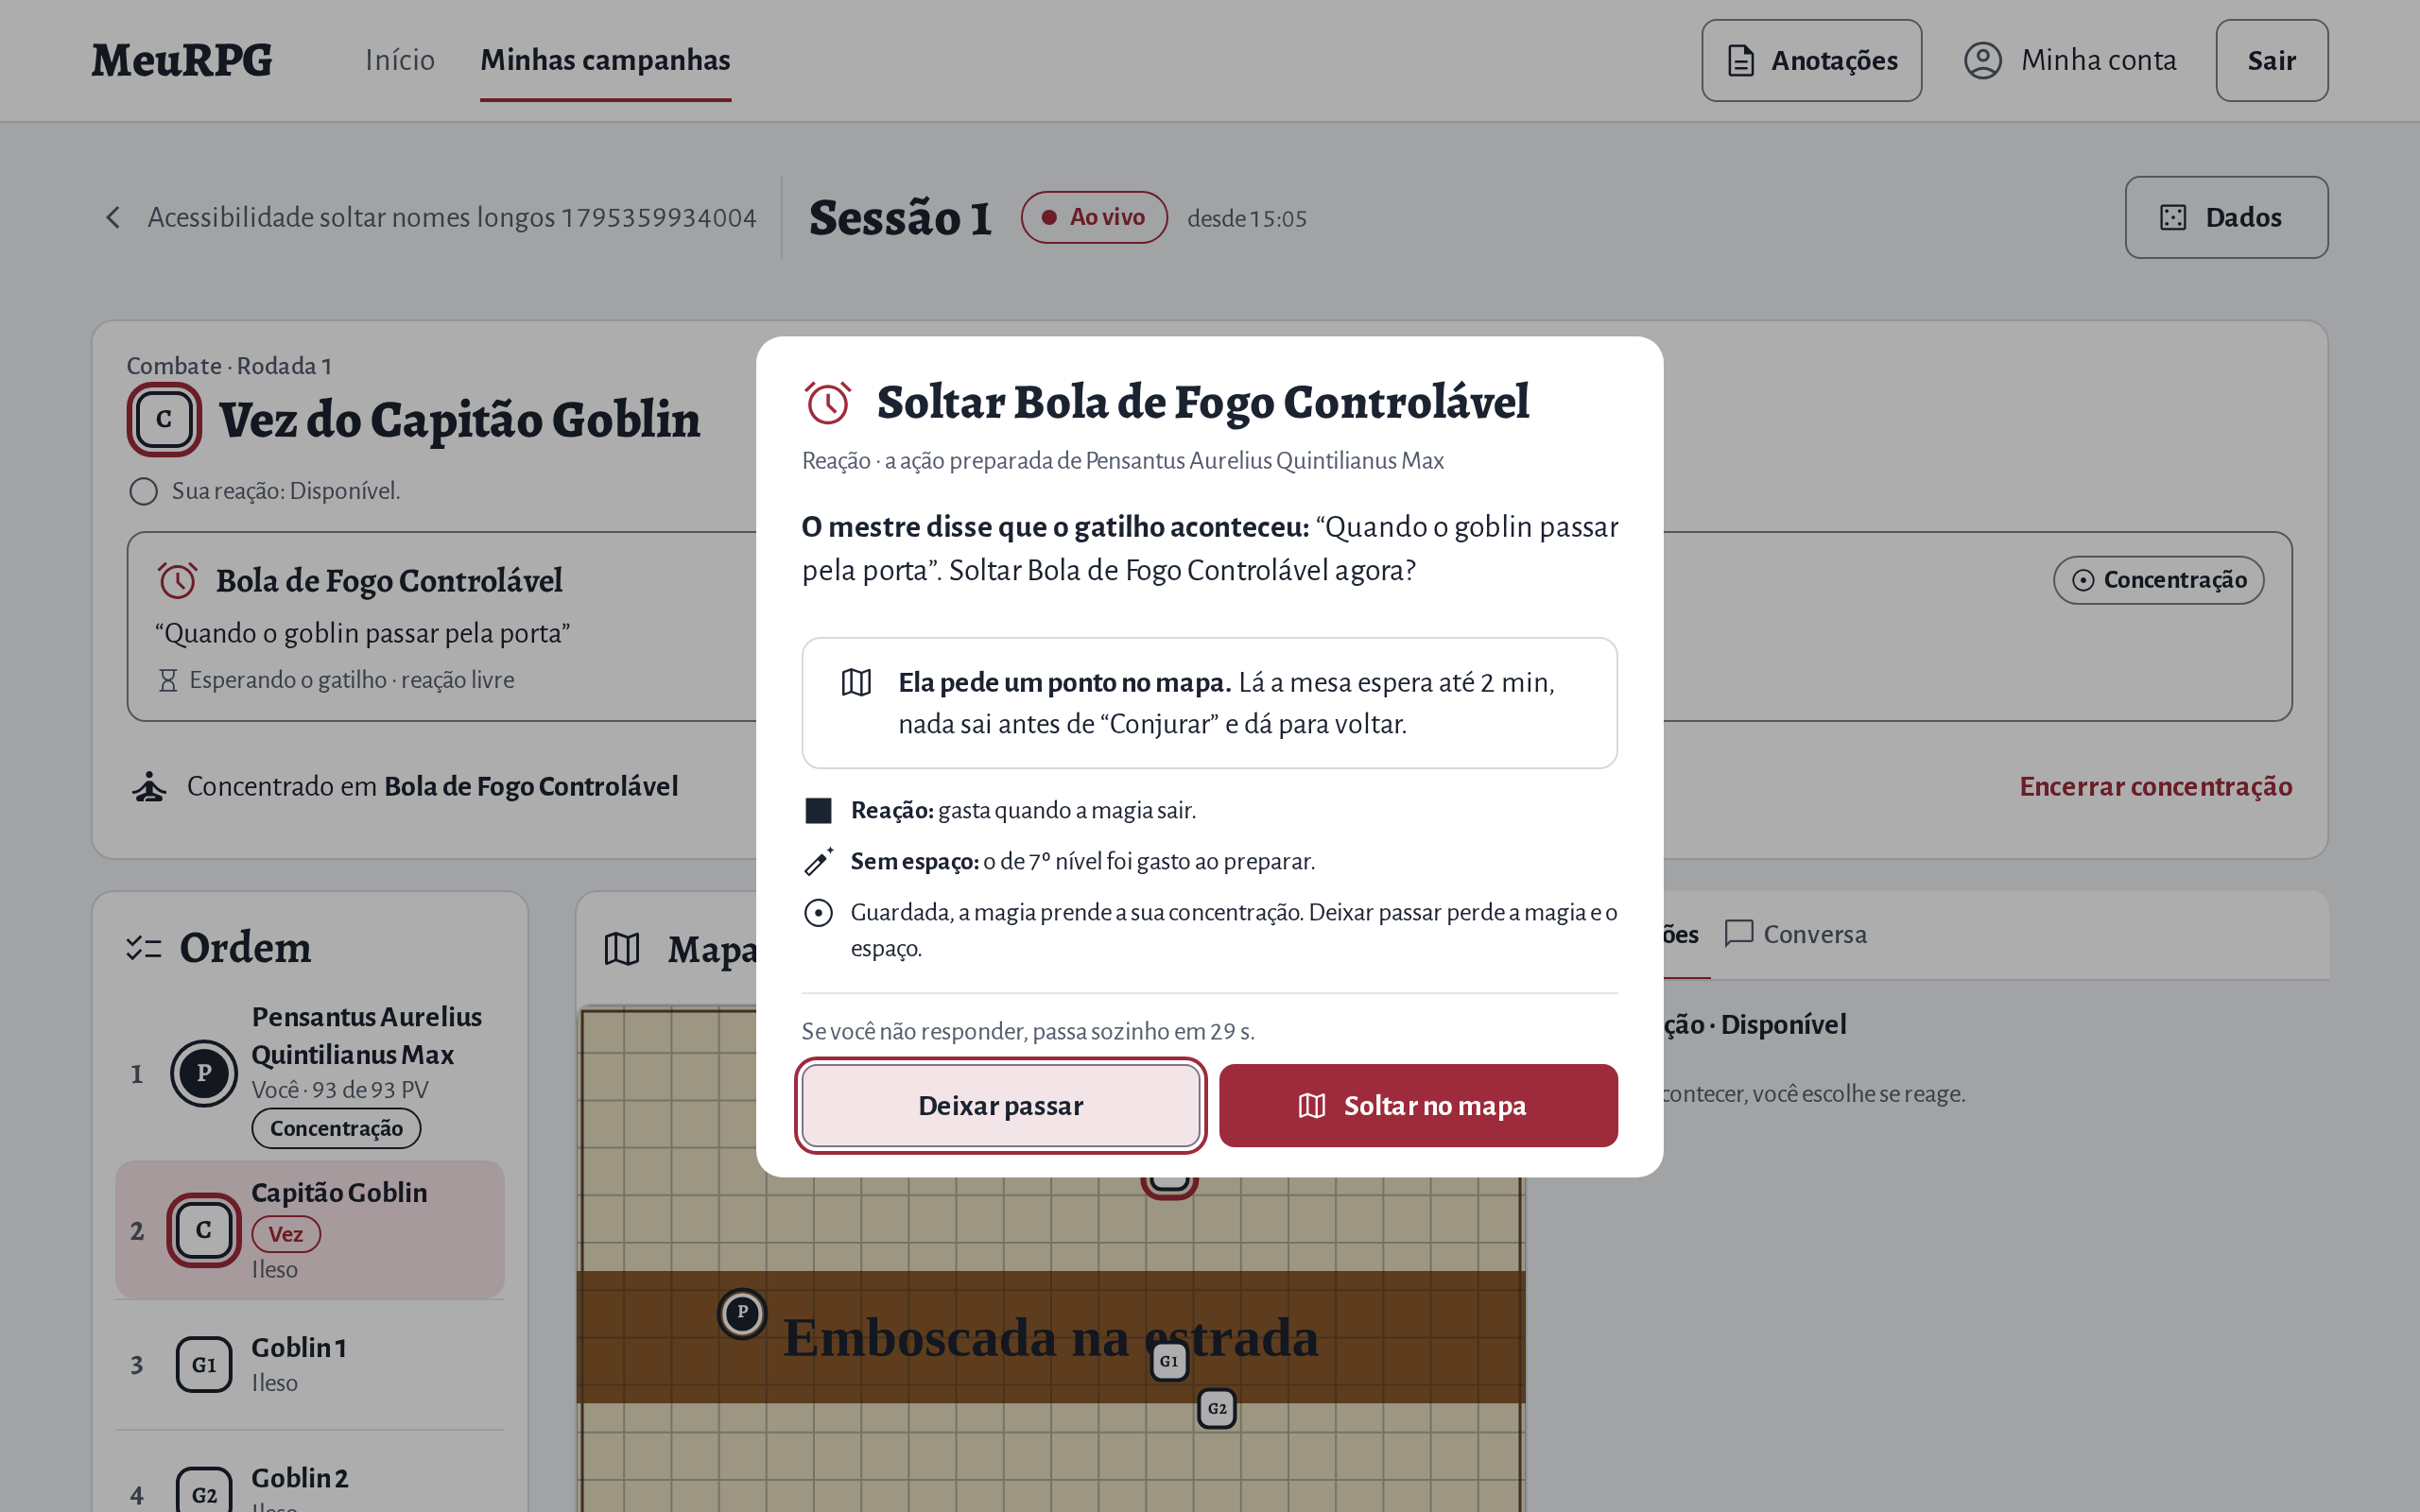 MeuRPG
Início
Minhas campanhas
Anotações
Minha conta
Sair
Acessibilidade soltar nomes longos 1795359934004
Sessão 1
Ao vivo
desde 15:05
Dados
Combate · Rodada 1
C
Vez do Capitão Goblin
Sua reação: Disponível.
Bola de Fogo Controlável
Concentração
“Quando o goblin passar pela porta”
Esperando o gatilho · reação livre
Concentrado em Bola de Fogo Controlável
Encerrar concentração
Soltar Bola de Fogo Controlável
Reação · a ação preparada de Pensantus Aurelius Quintilianus Max
O mestre disse que o gatilho aconteceu: “Quando o goblin passar
pela porta”. Soltar Bola de Fogo Controlável agora?
Ela pede um ponto no mapa. Lá a mesa espera até 2 min,
nada sai antes de “Conjurar” e dá para voltar.
Reação: gasta quando a magia sair.
Sem espaço: o de 7º nível foi gasto ao preparar.
Guardada, a magia prende a sua concentração. Deixar passar perde a magia e o
espaço.
Se você não responder, passa sozinho em 29 s.
Deixar passar
Soltar no mapa
Ordem
1
P
Pensantus Aurelius
Quintilianus Max
Você · 93 de 93 PV
Concentração
2
C
Capitão Goblin
Vez
Ileso
3
G1
Goblin 1
Ileso
4
G2
Goblin 2
Mapa
P
Emboscada na estrada
G1
G2
ões
Conversa
ção · Disponível
contecer, você escolhe se reage.